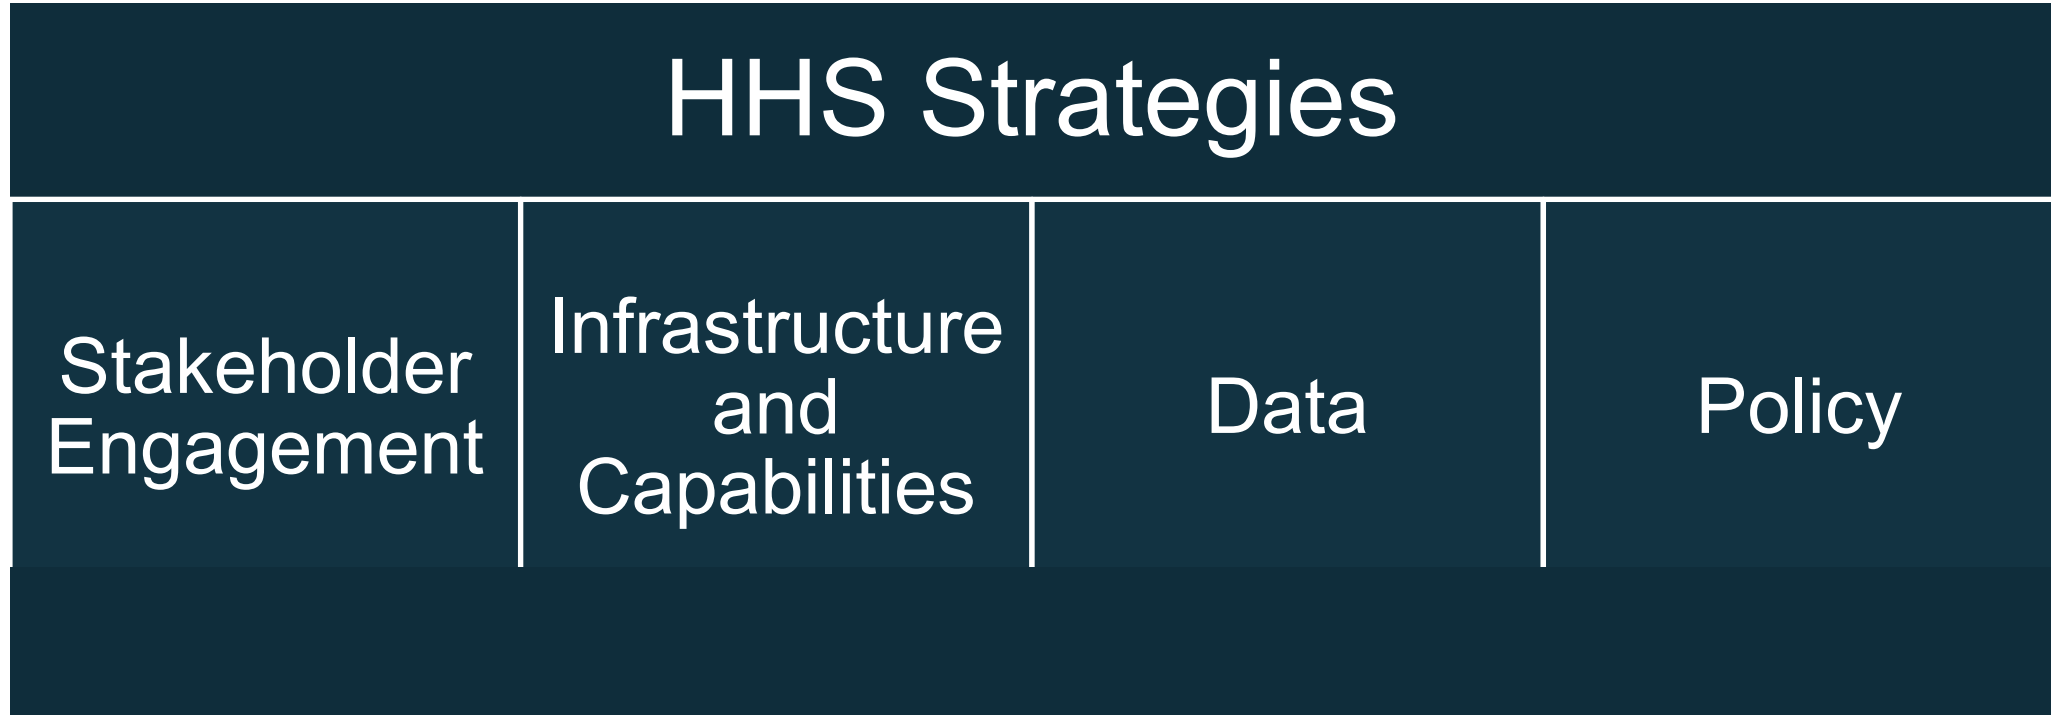 HHS Strategies
Stakeholder
Engagement
Infrastructure
and
Capabilities
Data
Policy